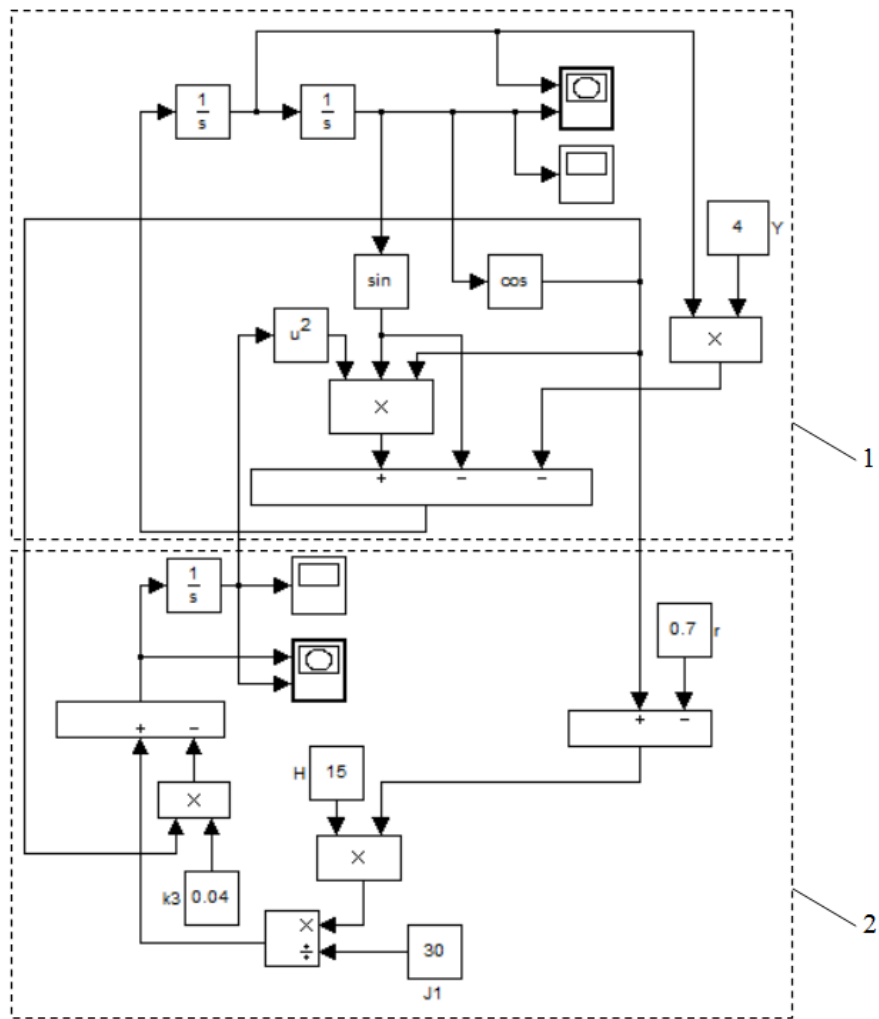 1
s
1
s
4 Y
sin
cos
u2
×
×
+ − −
1
1
s
0.7 r
+ −
+ −
H 15
×
×
k3 0.04
×
÷
30
J1
2